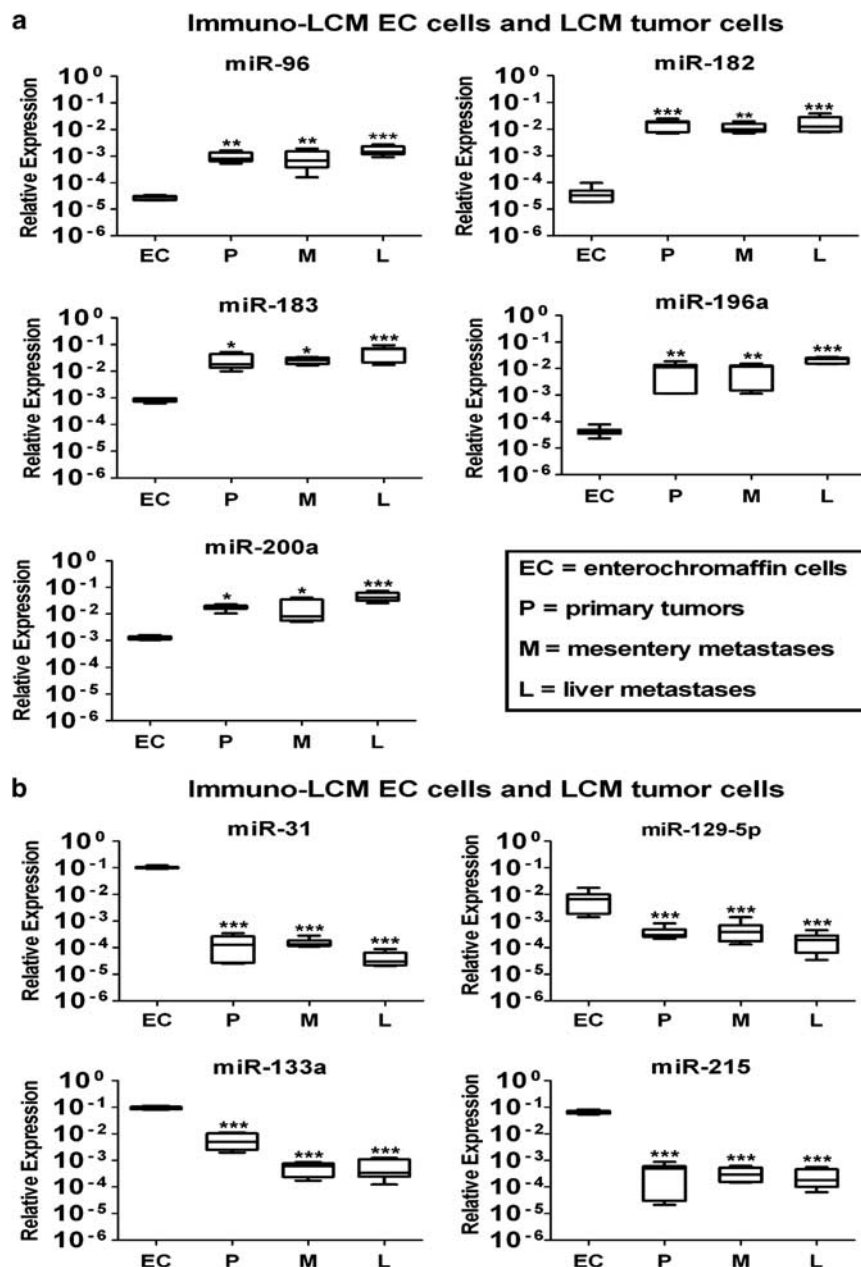 a
Immuno-LCM EC cells and LCM tumor cells
miR-96
Relative Expression
10⁰
10⁻¹
10⁻²
10⁻³
10⁻⁴
10⁻⁵
10⁻⁶
** ** ***
EC P M L
miR-182
Relative Expression
10⁰
10⁻¹
10⁻²
10⁻³
10⁻⁴
10⁻⁵
10⁻⁶
*** ** ***
EC P M L
miR-183
Relative Expression
10⁰
10⁻¹
10⁻²
10⁻³
10⁻⁴
10⁻⁵
10⁻⁶
* * ***
EC P M L
miR-196a
Relative Expression
10⁰
10⁻²
10⁻⁴
10⁻⁶
** ** ***
EC P M L
miR-200a
Relative Expression
10⁰
10⁻¹
10⁻²
10⁻³
10⁻⁴
10⁻⁵
10⁻⁶
* * ***
EC P M L
EC = enterochromaffin cells
P = primary tumors
M = mesentery metastases
L = liver metastases
b
Immuno-LCM EC cells and LCM tumor cells
miR-31
Relative Expression
10⁰
10⁻¹
10⁻²
10⁻³
10⁻⁴
10⁻⁵
10⁻⁶
*** *** ***
EC P M L
miR-129-5p
Relative Expression
10⁰
10⁻¹
10⁻²
10⁻³
10⁻⁴
10⁻⁵
10⁻⁶
*** *** ***
EC P M L
miR-133a
Relative Expression
10⁰
10⁻¹
10⁻²
10⁻³
10⁻⁴
10⁻⁵
10⁻⁶
*** *** ***
EC P M L
miR-215
Relative Expression
10⁰
10⁻¹
10⁻²
10⁻³
10⁻⁴
10⁻⁵
10⁻⁶
*** *** ***
EC P M L